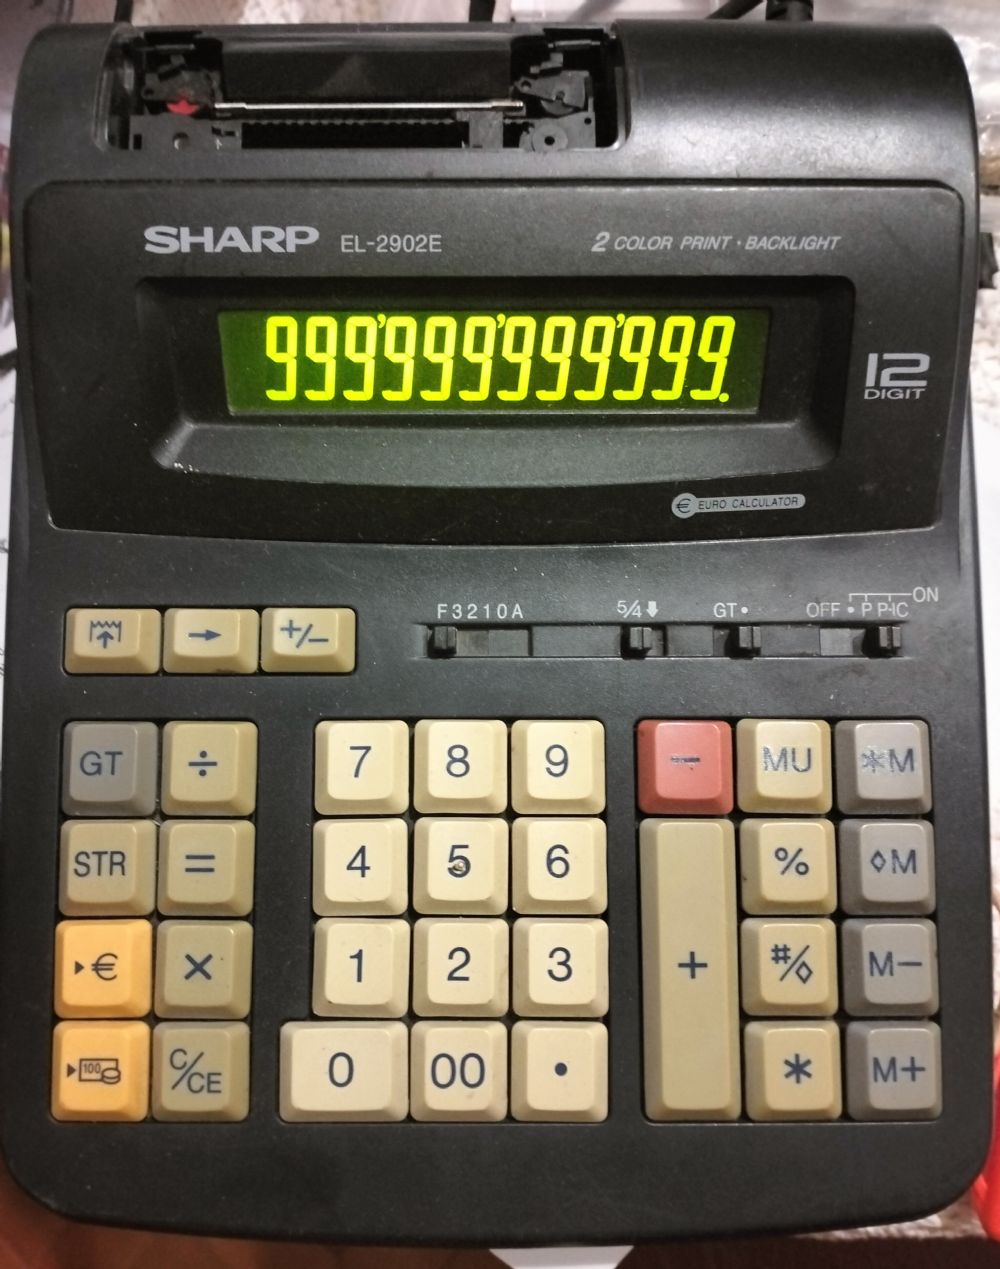 SHARP EL-2902E 2 COLOR PRINT • BACKLIGHT
999'999'999'999.
12
DIGIT
€ EURO CALCULATOR
F3210A 5/4⬇ GT• OFF • P P•IC ON
→ +/−
GT ÷ 7 8 9 − MU ✱M
STR = 4 5 6 + % ◊M
▶€ × 1 2 3 #/◊ M−
▶100 C/CE 0 00 • ✱ M+